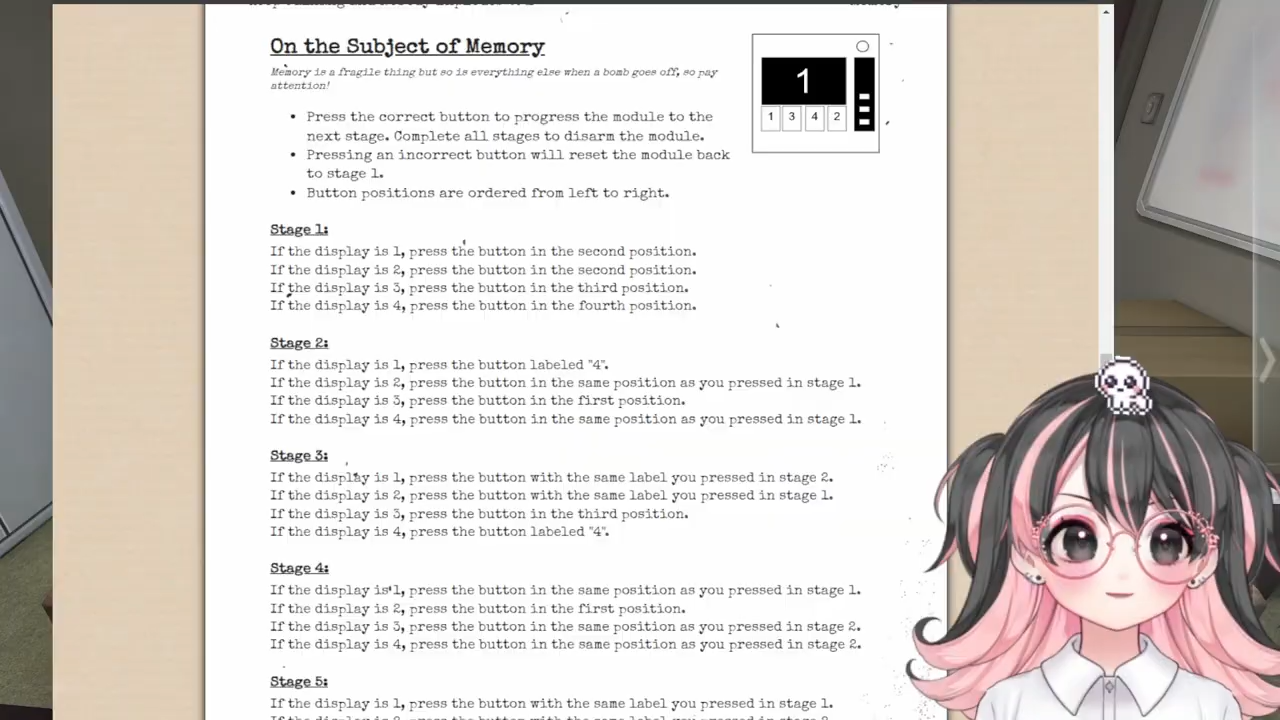 On the Subject of Memory
Memory is a fragile thing but so is everything else when a bomb goes off, so pay
attention!
1
1 3 4 2
• Press the correct button to progress the module to the
next stage. Complete all stages to disarm the module.
• Pressing an incorrect button will reset the module back
to stage 1.
• Button positions are ordered from left to right.
Stage 1:
If the display is 1, press the button in the second position.
If the display is 2, press the button in the second position.
If the display is 3, press the button in the third position.
If the display is 4, press the button in the fourth position.
Stage 2:
If the display is 1, press the button labeled "4".
If the display is 2, press the button in the same position as you pressed in stage 1.
If the display is 3, press the button in the first position.
If the display is 4, press the button in the same position as you pressed in stage 1.
Stage 3:
If the display is 1, press the button with the same label you pressed in stage 2.
If the display is 2, press the button with the same label you pressed in stage 1.
If the display is 3, press the button in the third position.
If the display is 4, press the button labeled "4".
Stage 4:
If the display is 1, press the button in the same position as you pressed in stage 1.
If the display is 2, press the button in the first position.
If the display is 3, press the button in the same position as you pressed in stage 2.
If the display is 4, press the button in the same position as you pressed in stage 2.
Stage 5:
If the display is 1, press the button with the same label you pressed in stage 1.